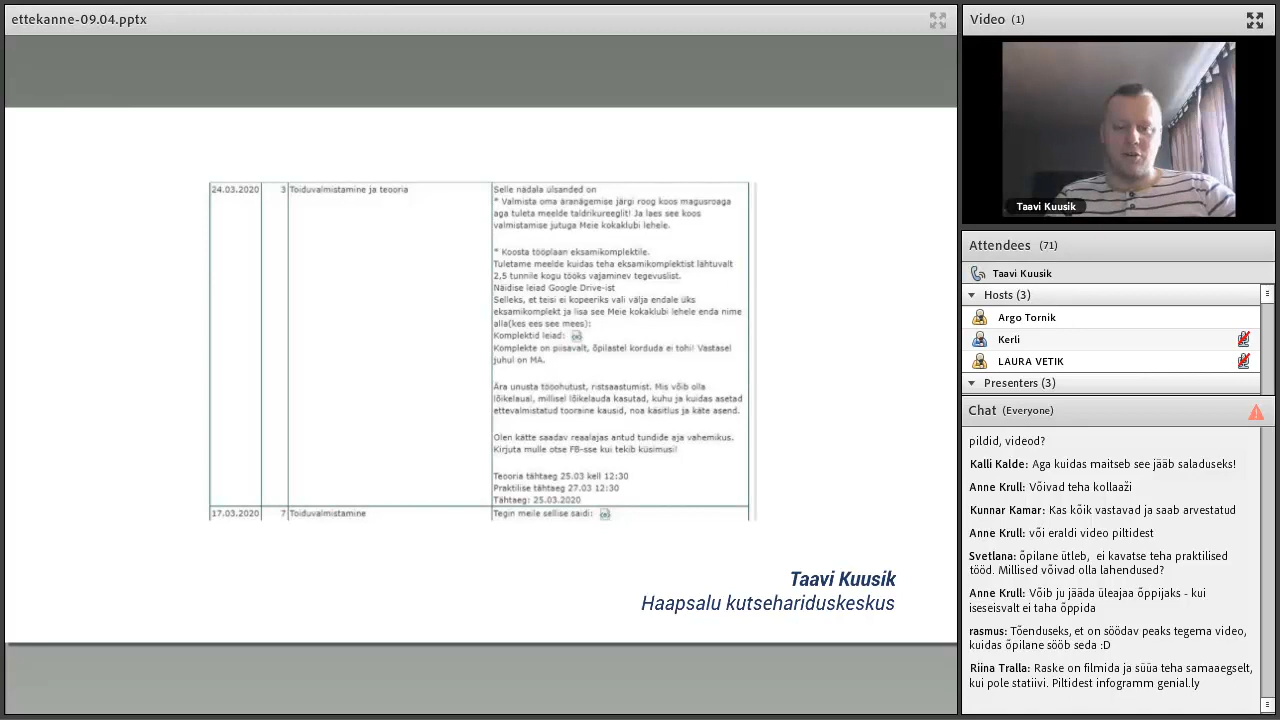 ettekanne-09.04.pptx
24.03.2020 3 Toiduvalmistamine ja teooria
Selle nädala ülsanded on
* Valmista oma äranägemise järgi roog koos magusroaga
aga tuleta meelde taldrikureeglit! Ja laes see koos
valmistamise jutuga Meie kokaklubi lehele.
* Koosta tööplaan eksamikomplektile.
Tuletame meelde kuidas teha eksamikomplektist lähtuvalt
2,5 tunnile kogu tööks vajaminev tegevuslist.
Näidise leiad Google Drive-ist
Selleks, et teisi ei kopeeriks vali välja endale üks
eksamikomplekt ja lisa see Meie kokaklubi lehele enda nime
alla(kes ees see mees):
Komplektid leiad:
Komplekte on piisavalt, õpilastel korduda ei tohi! Vastasel
juhul on MA.
Ära unusta tööohutust, ristsaastumist. Mis võib olla
lõikelaual, millisel lõikelauda kasutad, kuhu ja kuidas asetad
ettevalmistatud tooraine kausid, noa käsitlus ja käte asend.
Olen kätte saadav reaalajas antud tundide aja vahemikus.
Kirjuta mulle otse FB-sse kui tekib küsimusi!
Teooria tähtaeg 25.03 kell 12:30
Praktilise tähtaeg 27.03 12:30
Tähtaeg: 25.03.2020
17.03.2020 7 Toiduvalmistamine
Tegin meile sellise saidi:
Taavi Kuusik
Haapsalu kutsehariduskeskus
Video (1)
Taavi Kuusik
Attendees (71)
Taavi Kuusik
Hosts (3)
Argo Tornik
Kerli
LAURA VETIK
Presenters (3)
Chat (Everyone)
pildid, videod?
Kalli Kalde: Aga kuidas maitseb see jääb saladuseks!
Anne Krull: Võivad teha kollaaži
Kunnar Kamar: Kas kõik vastavad ja saab arvestatud
Anne Krull: või eraldi video piltidest
Svetlana: õpilane ütleb, ei kavatse teha praktilised
tööd. Millised võivad olla lahendused?
Anne Krull: Võib ju jääda üleajaa õppijaks - kui
iseseisvalt ei taha õppida
rasmus: Tõenduseks, et on söödav peaks tegema video,
kuidas õpilane sööb seda :D
Riina Tralla: Raske on filmida ja süüa teha samaaegselt,
kui pole statiivi. Piltidest infogramm genial.ly